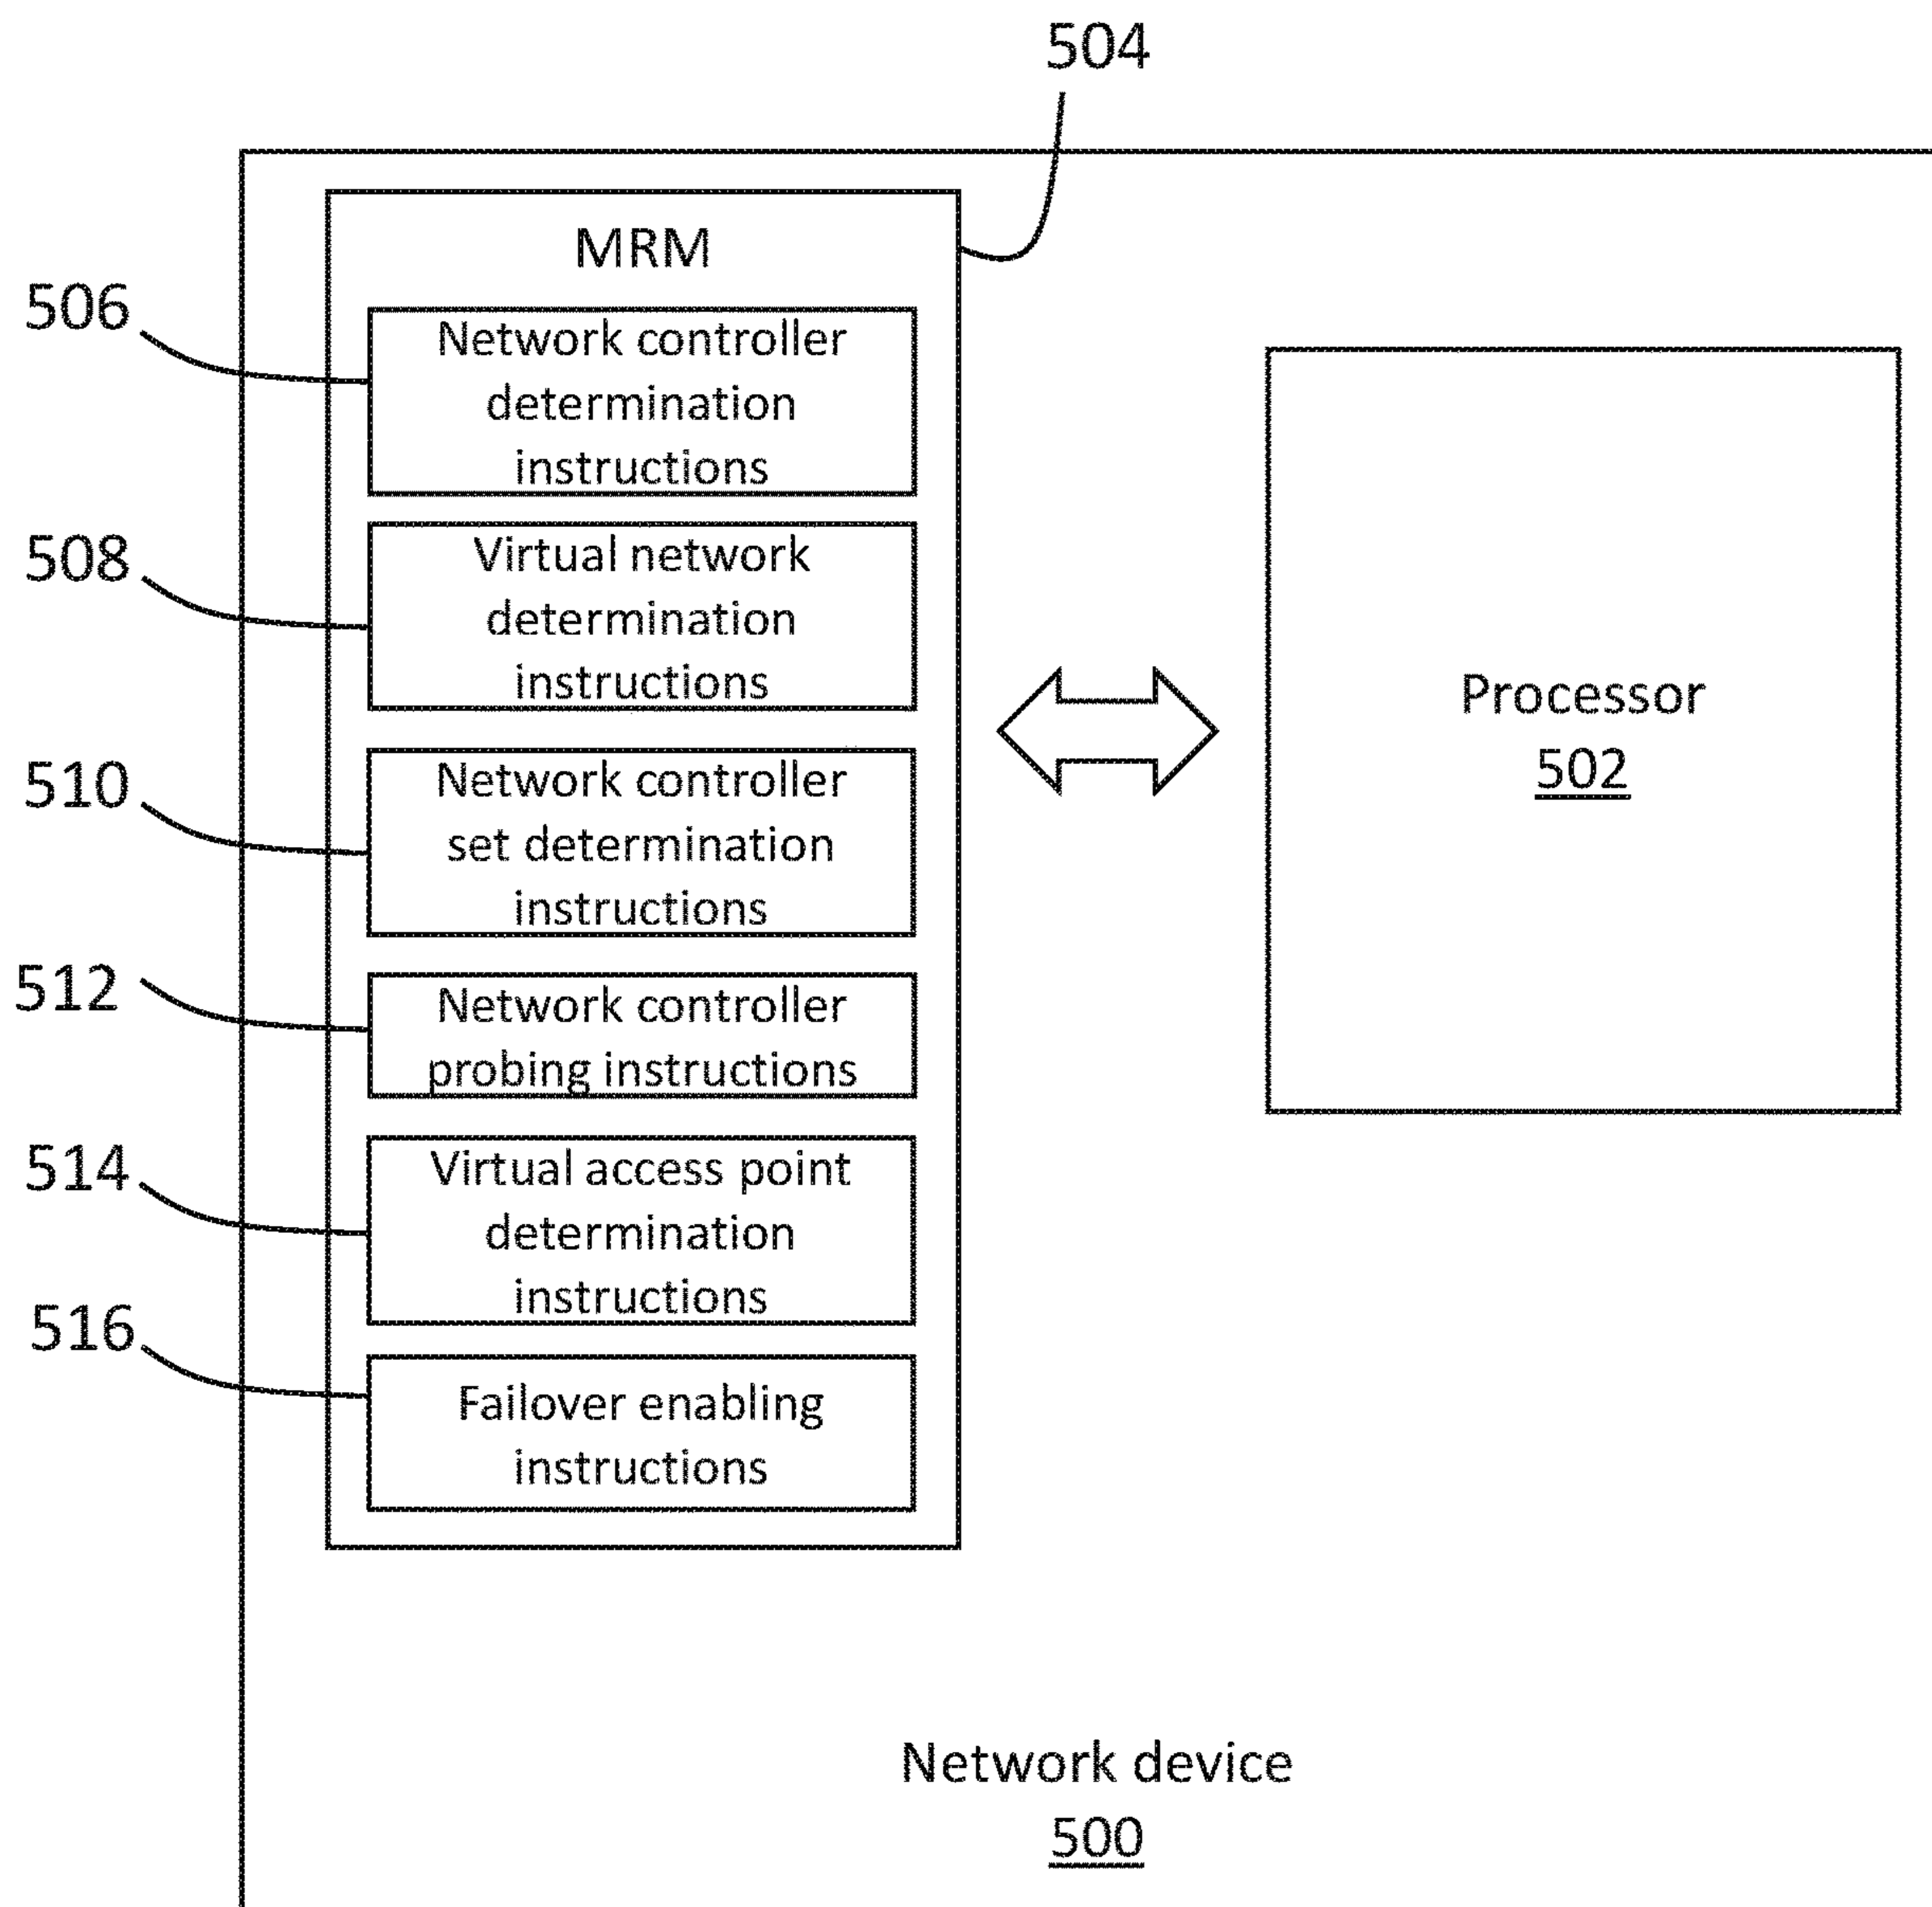 504
MRM
506
Network controller
determination
instructions
508
Virtual network
determination
instructions
510
Network controller
set determination
instructions
512
Network controller
probing instructions
514
Virtual access point
determination
instructions
516
Failover enabling
instructions
Processor
502
Network device
500